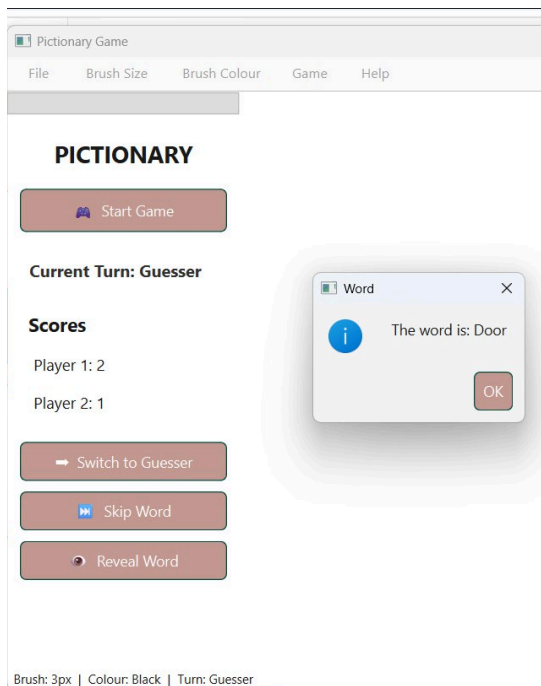 Pictionary Game
File Brush Size Brush Colour Game Help
PICTIONARY
Start Game
Current Turn: Guesser
Scores
Player 1: 2
Player 2: 1
Switch to Guesser
Skip Word
Reveal Word
Word
The word is: Door
OK
Brush: 3px | Colour: Black | Turn: Guesser